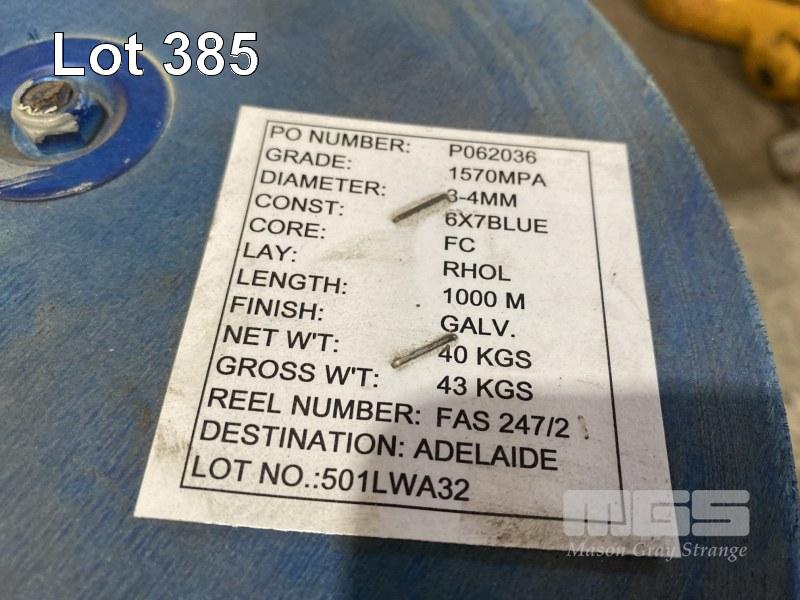 Lot 385
PO NUMBER: P062036
GRADE: 1570MPA
DIAMETER: 3-4MM
CONST: 6X7BLUE
CORE: FC
LAY: RHOL
LENGTH: 1000 M
FINISH: GALV.
NET W'T: 40 KGS
GROSS W'T: 43 KGS
REEL NUMBER: FAS 247/2
DESTINATION: ADELAIDE
LOT NO.:501LWA32
MGS
Mason Gray Strange